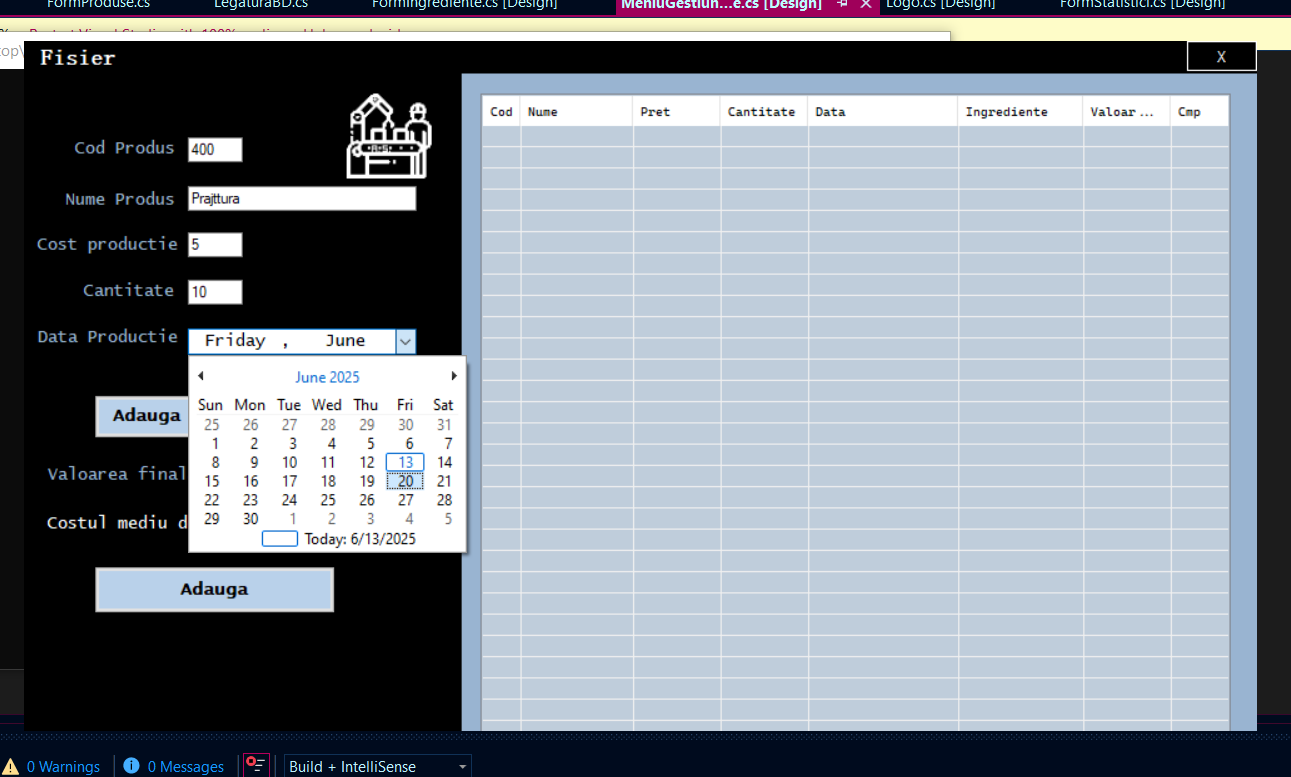 FormProduse.cs LegaturaBD.cs FormIngrediente.cs [Design] MeniuGestiun...e.cs [Design] Logo.cs [Design] FormStatistici.cs [Design]
Fisier X
Cod Nume Pret Cantitate Data Ingrediente Valoar ... Cmp
Cod Produs 400
Nume Produs Prajttura
Cost productie 5
Cantitate 10
Data Productie Friday , June
June 2025
Sun Mon Tue Wed Thu Fri Sat
25 26 27 28 29 30 31
1 2 3 4 5 6 7
8 9 10 11 12 13 14
15 16 17 18 19 20 21
22 23 24 25 26 27 28
29 30 1 2 3 4 5
Today: 6/13/2025
Adauga
Valoarea final
Costul mediu d
Adauga
0 Warnings 0 Messages Build + IntelliSense